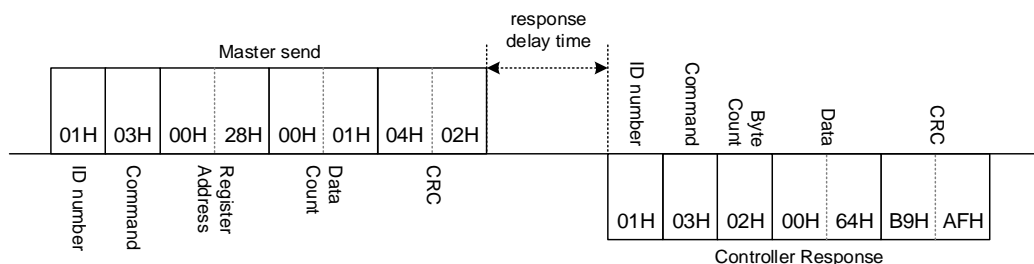 response
delay time
Master send
01H 03H 00H 28H 00H 01H 04H 02H
ID number
Command
Register
Address
Data
Count
CRC
ID number
Command
Byte
Count
Data
CRC
01H 03H 02H 00H 64H B9H AFH
Controller Response